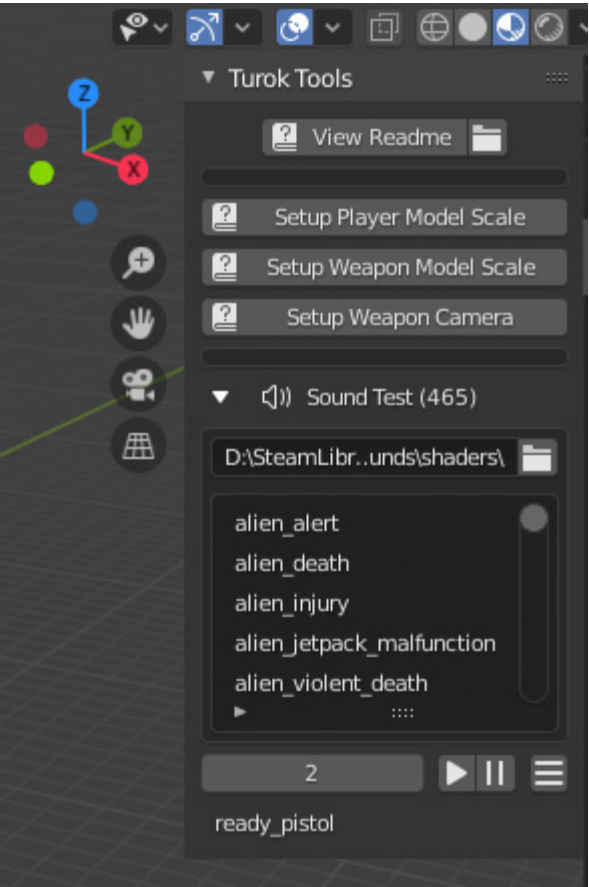 Turok Tools
Z
Y
X
View Readme
Setup Player Model Scale
Setup Weapon Model Scale
Setup Weapon Camera
Sound Test (465)
D:\SteamLibr..unds\shaders\
alien_alert
alien_death
alien_injury
alien_jetpack_malfunction
alien_violent_death
2
ready_pistol